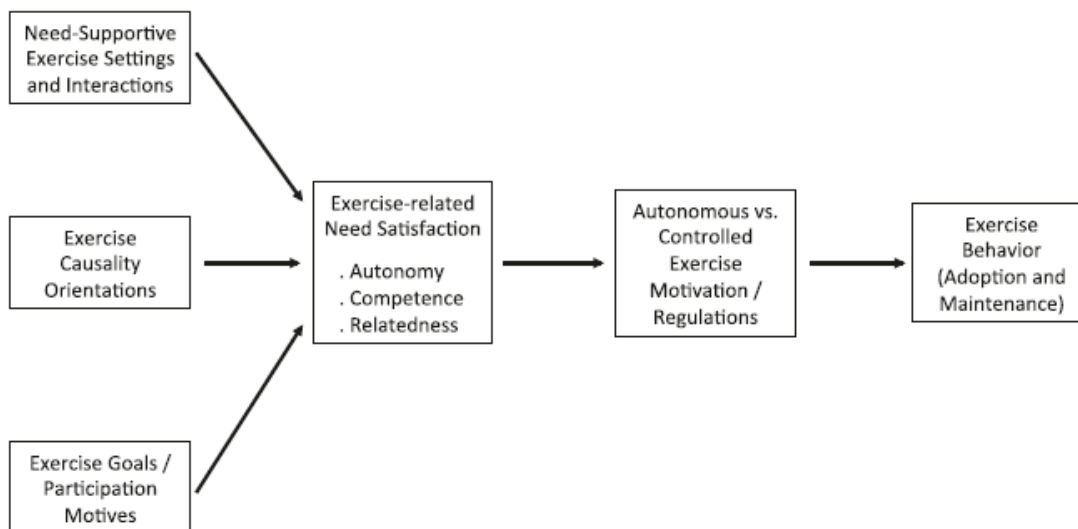 Need-Supportive
Exercise Settings
and Interactions
Exercise
Causality
Orientations
Exercise Goals /
Participation
Motives
Exercise-related
Need Satisfaction
. Autonomy
. Competence
. Relatedness
Autonomous vs.
Controlled
Exercise
Motivation /
Regulations
Exercise
Behavior
(Adoption and
Maintenance)